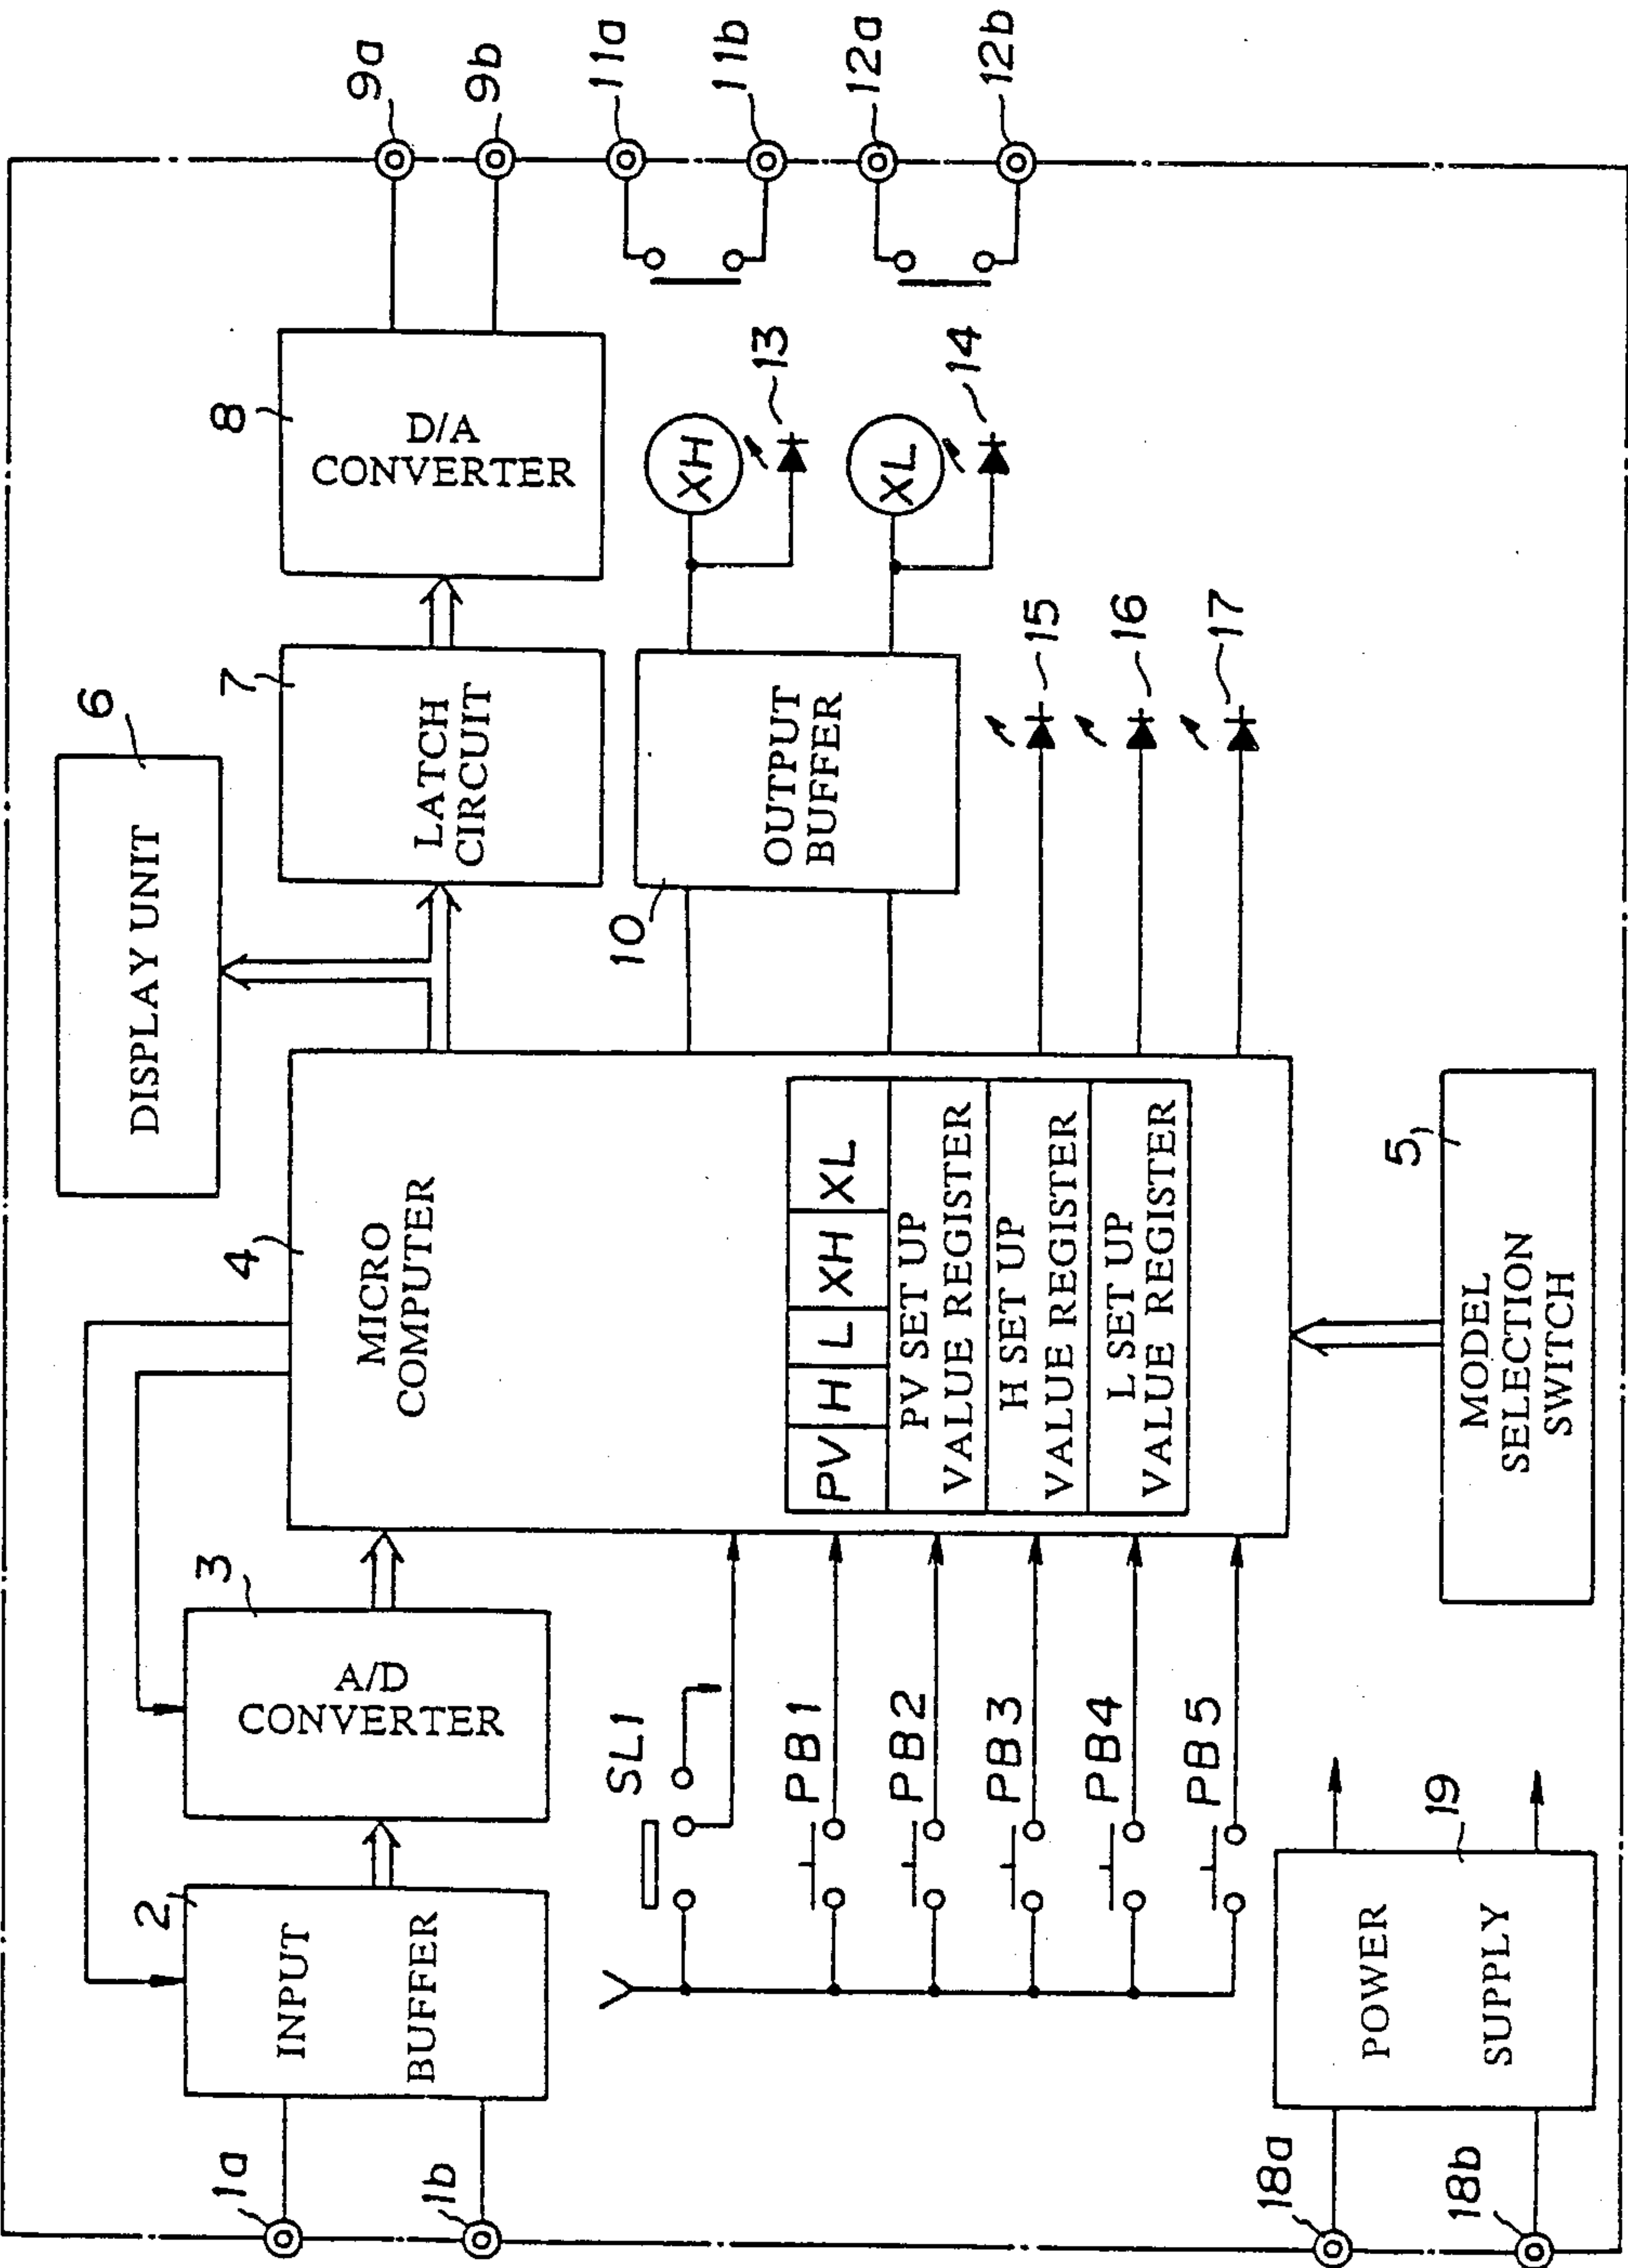 6
DISPLAY UNIT
2
INPUT
BUFFER
3
A/D
CONVERTER
4
MICRO
COMPUTER
7
LATCH
CIRCUIT
8
D/A
CONVERTER
9a
9b
1a
1b
SL1
PB1
PB2
PB3
PB4
PB5
PV H L XH XL
PV SET UP
VALUE REGISTER
H SET UP
VALUE REGISTER
L SET UP
VALUE REGISTER
10
OUTPUT
BUFFER
XH
13
XL
14
15
16
17
11a
11b
12a
12b
18a
18b
POWER
SUPPLY
19
5
MODEL
SELECTION
SWITCH